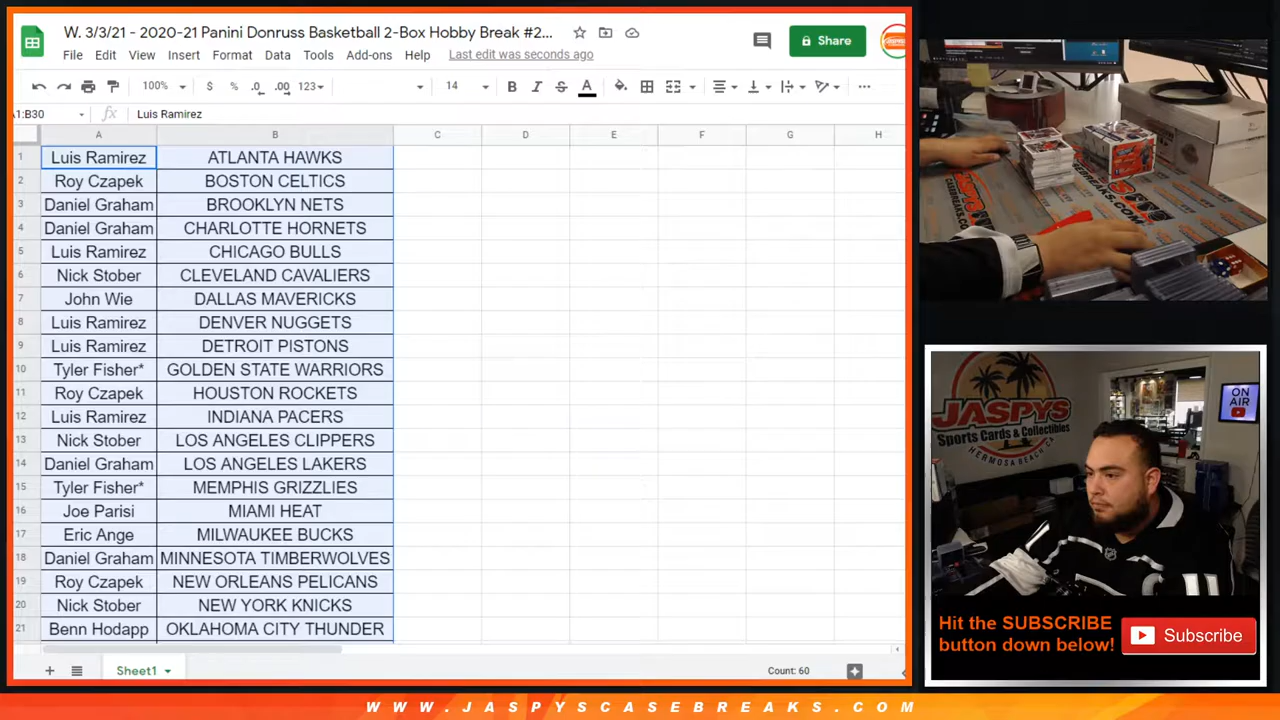 W. 3/3/21 - 2020-21 Panini Donruss Basketball 2-Box Hobby Break #2...
File Edit View Insert Format Data Tools Add-ons Help Last edit was seconds ago
Share
100% $ % .0 .00 123 14 B I S A
A1:B30 fx Luis Ramirez
A B C D E F G H
1 Luis Ramirez ATLANTA HAWKS
2 Roy Czapek BOSTON CELTICS
3 Daniel Graham BROOKLYN NETS
4 Daniel Graham CHARLOTTE HORNETS
5 Luis Ramirez CHICAGO BULLS
6 Nick Stober CLEVELAND CAVALIERS
7 John Wie DALLAS MAVERICKS
8 Luis Ramirez DENVER NUGGETS
9 Luis Ramirez DETROIT PISTONS
10 Tyler Fisher* GOLDEN STATE WARRIORS
11 Roy Czapek HOUSTON ROCKETS
12 Luis Ramirez INDIANA PACERS
13 Nick Stober LOS ANGELES CLIPPERS
14 Daniel Graham LOS ANGELES LAKERS
15 Tyler Fisher* MEMPHIS GRIZZLIES
16 Joe Parisi MIAMI HEAT
17 Eric Ange MILWAUKEE BUCKS
18 Daniel Graham MINNESOTA TIMBERWOLVES
19 Roy Czapek NEW ORLEANS PELICANS
20 Nick Stober NEW YORK KNICKS
21 Benn Hodapp OKLAHOMA CITY THUNDER
Sheet1
Count: 60
JASPYS
Sports Cards & Collectibles
HERMOSA BEACH CA
ON
AIR
Hit the SUBSCRIBE
button down below!
Subscribe
WWW.JASPYSCASEBREAKS.COM